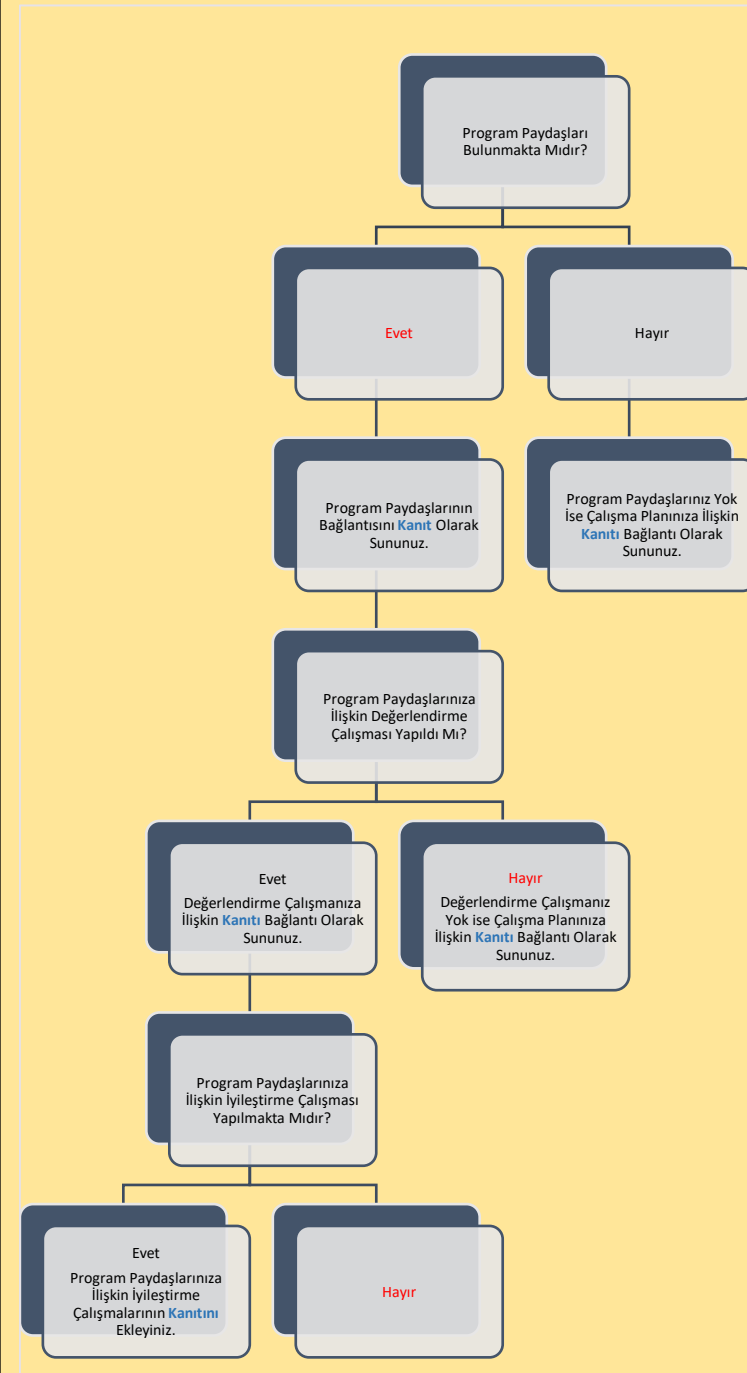 Program Paydaşları
Bulunmakta Mıdır?
Evet
Hayır
Program Paydaşlarının
Bağlantısını Kanıt Olarak
Sununuz.
Program Paydaşlarınız Yok
İse Çalışma Planınıza İlişkin
Kanıtı Bağlantı Olarak
Sununuz.
Program Paydaşlarınıza
İlişkin Değerlendirme
Çalışması Yapıldı Mı?
Evet
Değerlendirme Çalışmanıza
İlişkin Kanıtı Bağlantı Olarak
Sununuz.
Hayır
Değerlendirme Çalışmanız
Yok ise Çalışma Planınıza
İlişkin Kanıtı Bağlantı Olarak
Sununuz.
Program Paydaşlarınıza
İlişkin İyileştirme Çalışması
Yapılmakta Mıdır?
Evet
Program Paydaşlarınıza
İlişkin İyileştirme
Çalışmalarının Kanıtını
Ekleyiniz.
Hayır